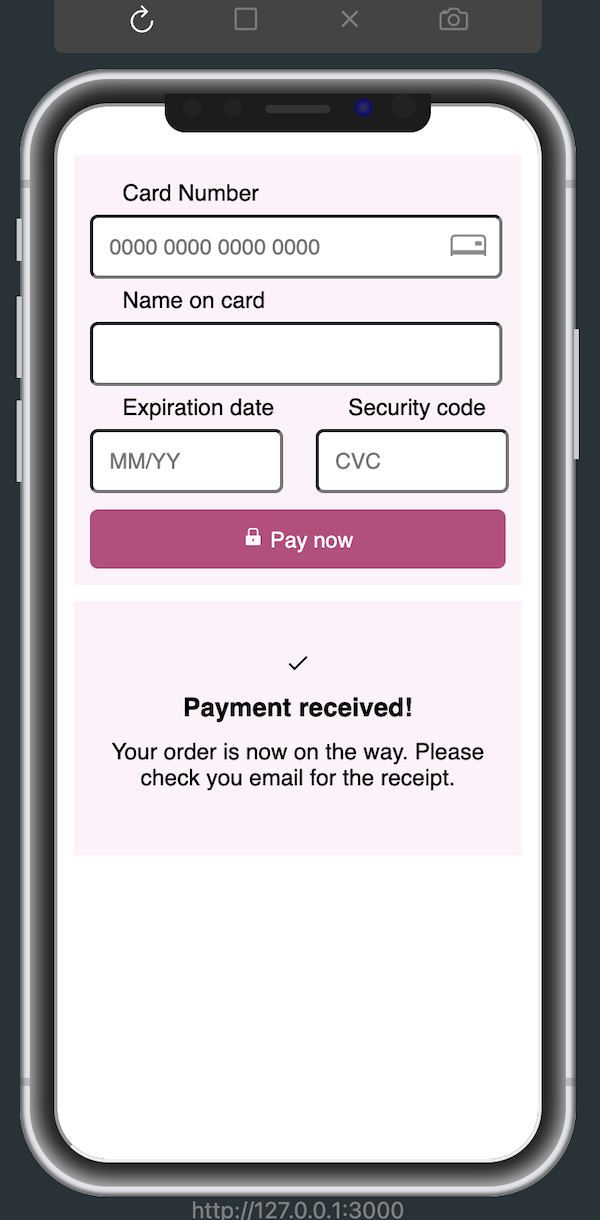 Card Number
0000 0000 0000 0000
Name on card
Expiration date Security code
MM/YY CVC
Pay now
Payment received!
Your order is now on the way. Please
check you email for the receipt.
http://127.0.0.1:3000